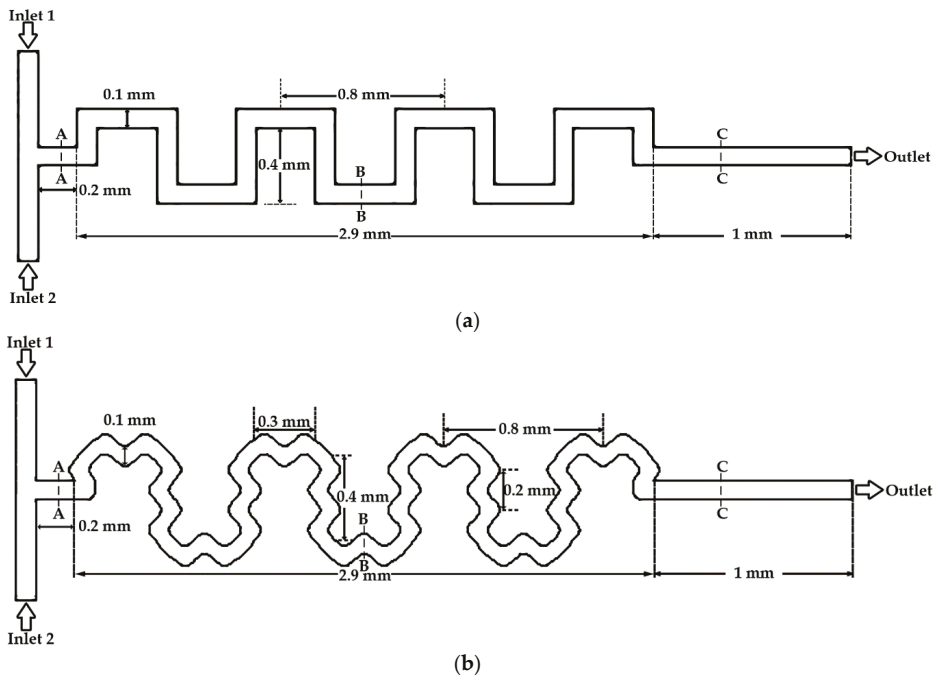 Inlet 1
0.1 mm
0.8 mm
A
A
0.4 mm
B
B
C
C
Outlet
0.2 mm
2.9 mm
1 mm
Inlet 2
(a)
Inlet 1
0.1 mm
0.3 mm
0.8 mm
A
A
0.4 mm
0.2 mm
B
B
C
C
Outlet
0.2 mm
2.9 mm
1 mm
Inlet 2
(b)